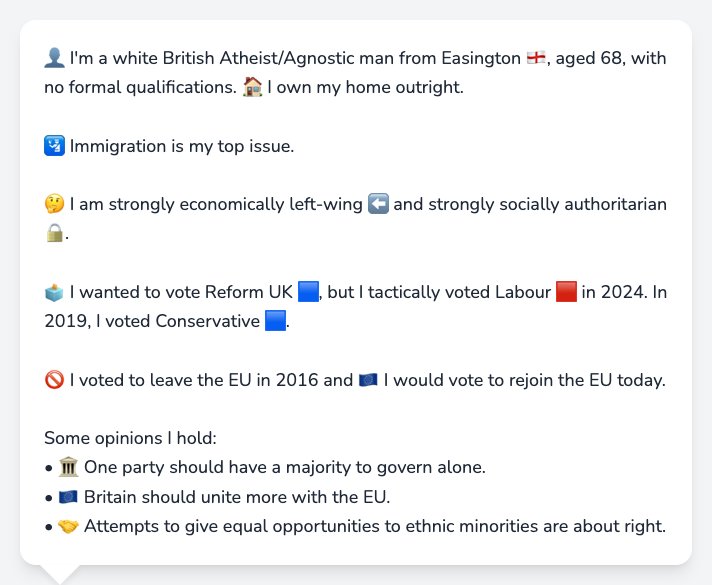 👤 I'm a white British Atheist/Agnostic man from Easington 🏴󠁧󠁢󠁥󠁮󠁧󠁿, aged 68, with
no formal qualifications. 🏠 I own my home outright.
🛂 Immigration is my top issue.
🤔 I am strongly economically left-wing ⬅️ and strongly socially authoritarian
🔒.
🗳️ I wanted to vote Reform UK 🟦, but I tactically voted Labour 🟥 in 2024. In
2019, I voted Conservative 🟦.
🚫 I voted to leave the EU in 2016 and 🇪🇺 I would vote to rejoin the EU today.
Some opinions I hold:
• 🏛️ One party should have a majority to govern alone.
• 🇪🇺 Britain should unite more with the EU.
• 🤝 Attempts to give equal opportunities to ethnic minorities are about right.